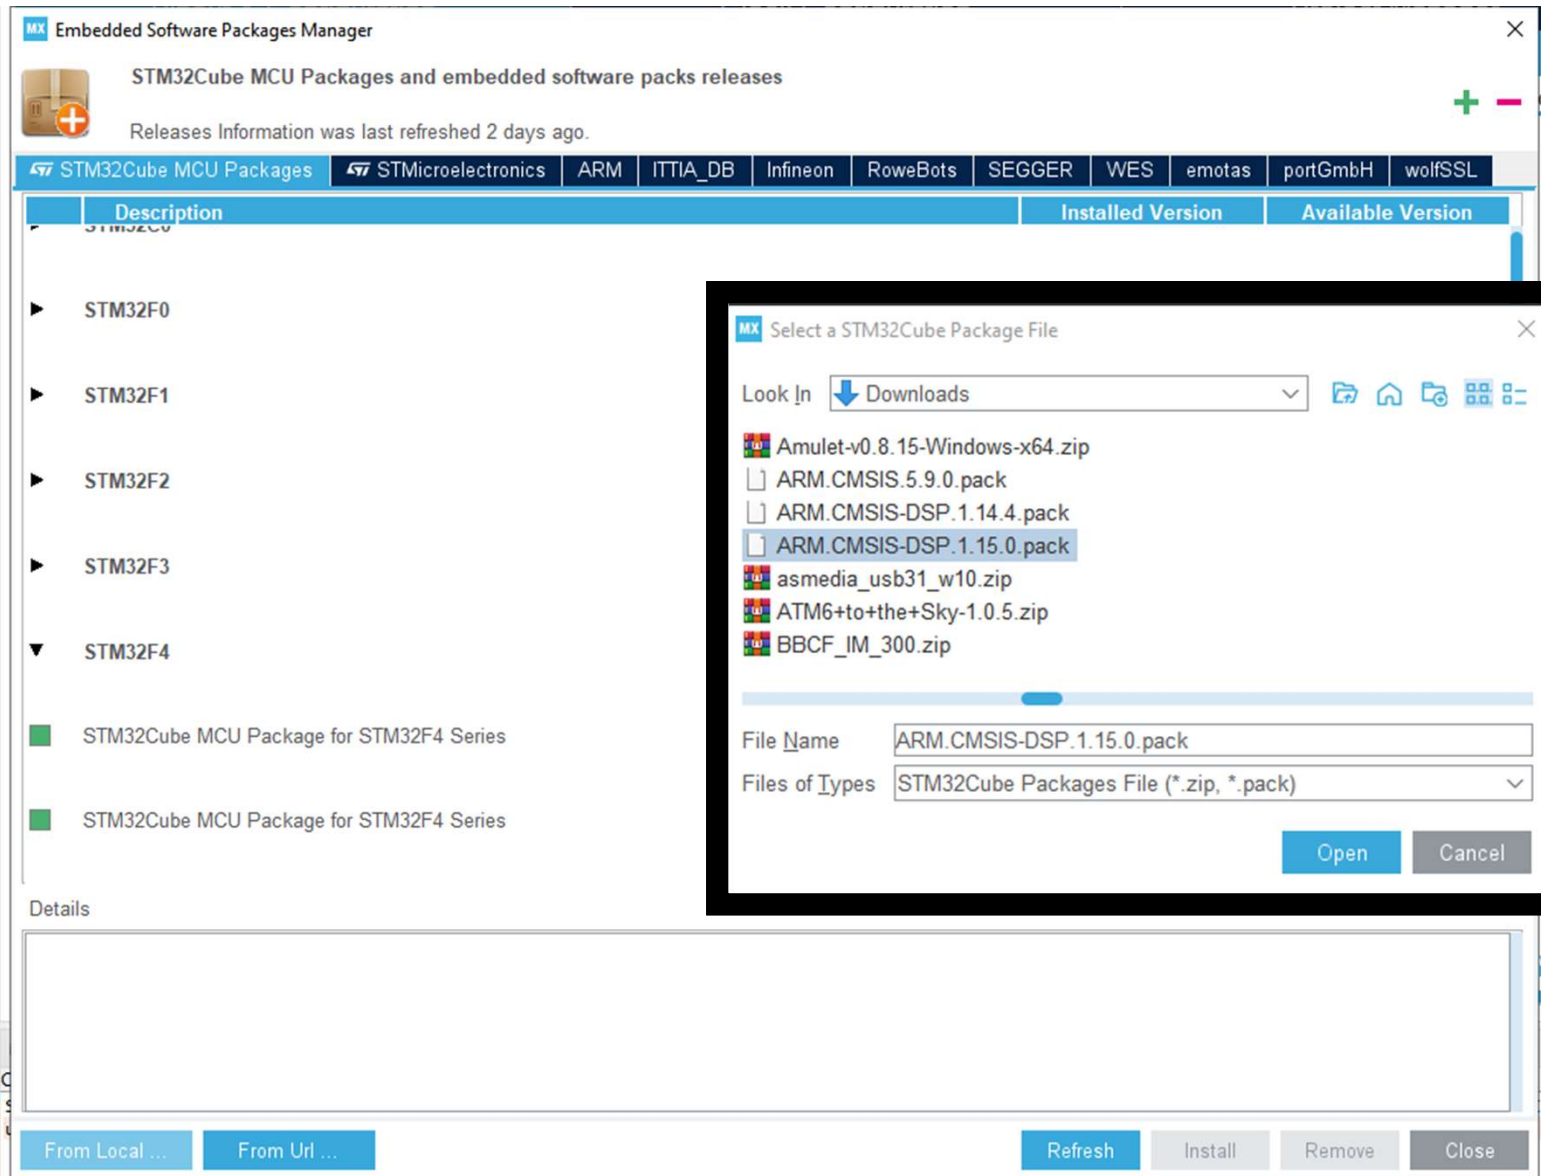 MX Embedded Software Packages Manager
STM32Cube MCU Packages and embedded software packs releases
Releases Information was last refreshed 2 days ago.
STM32Cube MCU Packages STMicroelectronics ARM ITTIA_DB Infineon RoweBots SEGGER WES emotas portGmbH wolfSSL
Description Installed Version Available Version
STM32C0
STM32F0
STM32F1
STM32F2
STM32F3
STM32F4
STM32Cube MCU Package for STM32F4 Series
STM32Cube MCU Package for STM32F4 Series
MX Select a STM32Cube Package File
Look In Downloads
Amulet-v0.8.15-Windows-x64.zip
ARM.CMSIS.5.9.0.pack
ARM.CMSIS-DSP.1.14.4.pack
ARM.CMSIS-DSP.1.15.0.pack
asmedia_usb31_w10.zip
ATM6+to+the+Sky-1.0.5.zip
BBCF_IM_300.zip
File Name ARM.CMSIS-DSP.1.15.0.pack
Files of Types STM32Cube Packages File (*.zip, *.pack)
Open Cancel
Details
From Local ... From Url ... Refresh Install Remove Close